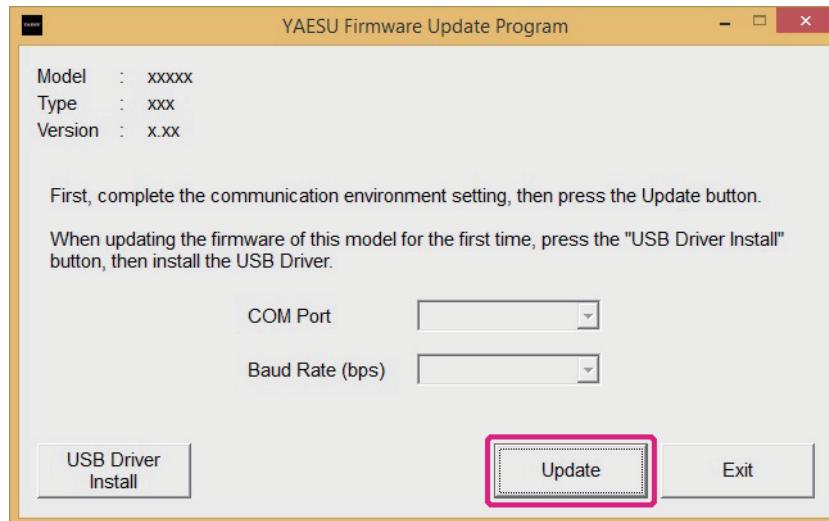 YAESU Firmware Update Program
Model : xxxxx
Type : xxx
Version : x.xx
First, complete the communication environment setting, then press the Update button.
When updating the firmware of this model for the first time, press the "USB Driver Install"
button, then install the USB Driver.
COM Port
Baud Rate (bps)
USB Driver
Install
Update
Exit